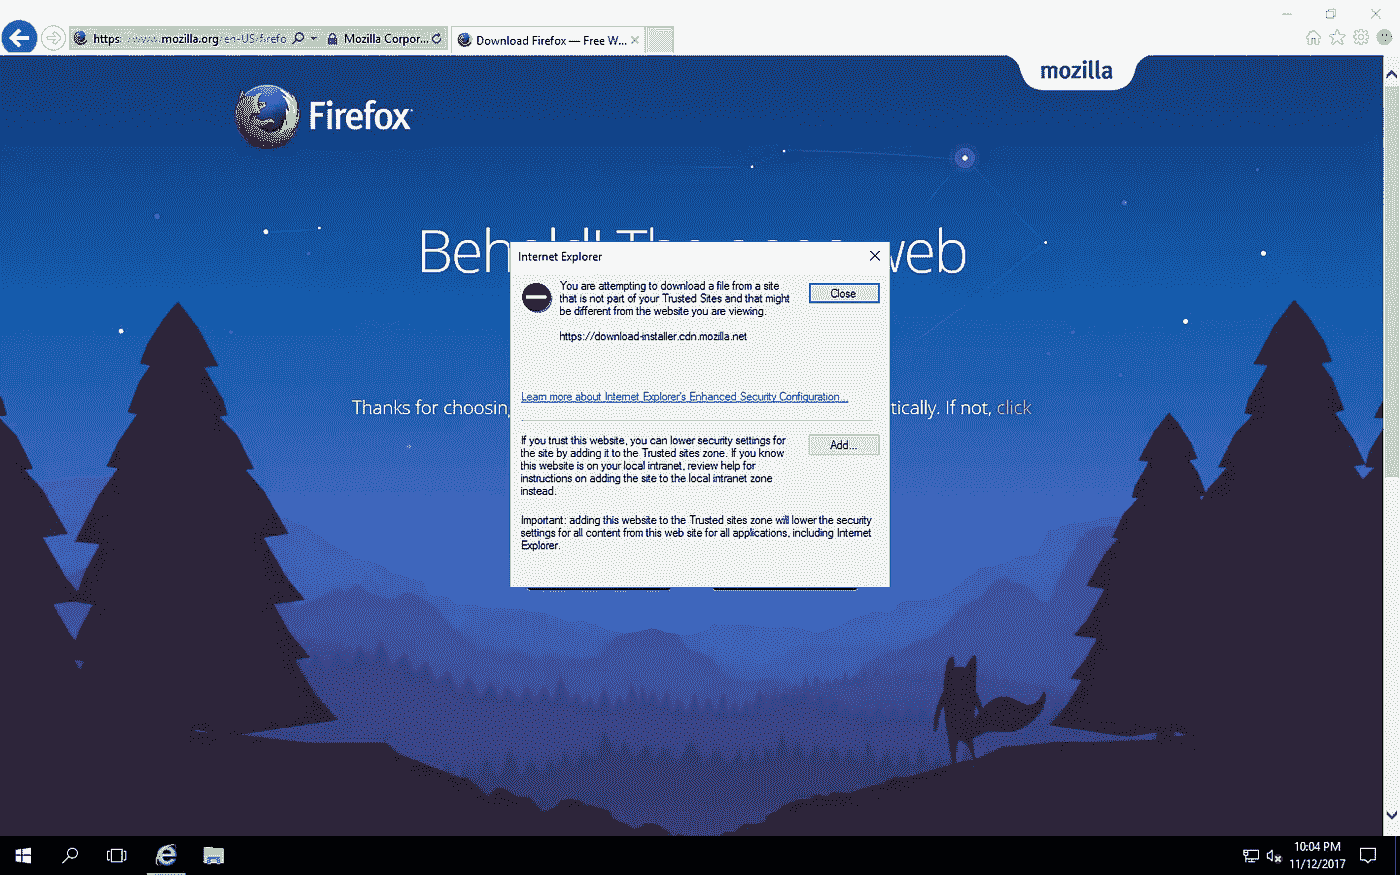 https://www.mozilla.org/en-US/firefo
Mozilla Corpor...
Download Firefox — Free W...
mozilla
Firefox
Beh
web
Internet Explorer
You are attempting to download a file from a site
that is not part of your Trusted Sites and that might
be different from the website you are viewing.
Close
https://download-installer.cdn.mozilla.net
Learn more about Internet Explorer's Enhanced Security Configuration...
Thanks for choosin
tically. If not, click
If you trust this website, you can lower security settings for
the site by adding it to the Trusted sites zone. If you know
this website is on your local intranet, review help for
instructions on adding the site to the local intranet zone
instead.
Add...
Important: adding this website to the Trusted sites zone will lower the security
settings for all content from this web site for all applications, including Internet
Explorer.
10:04 PM
11/12/2017